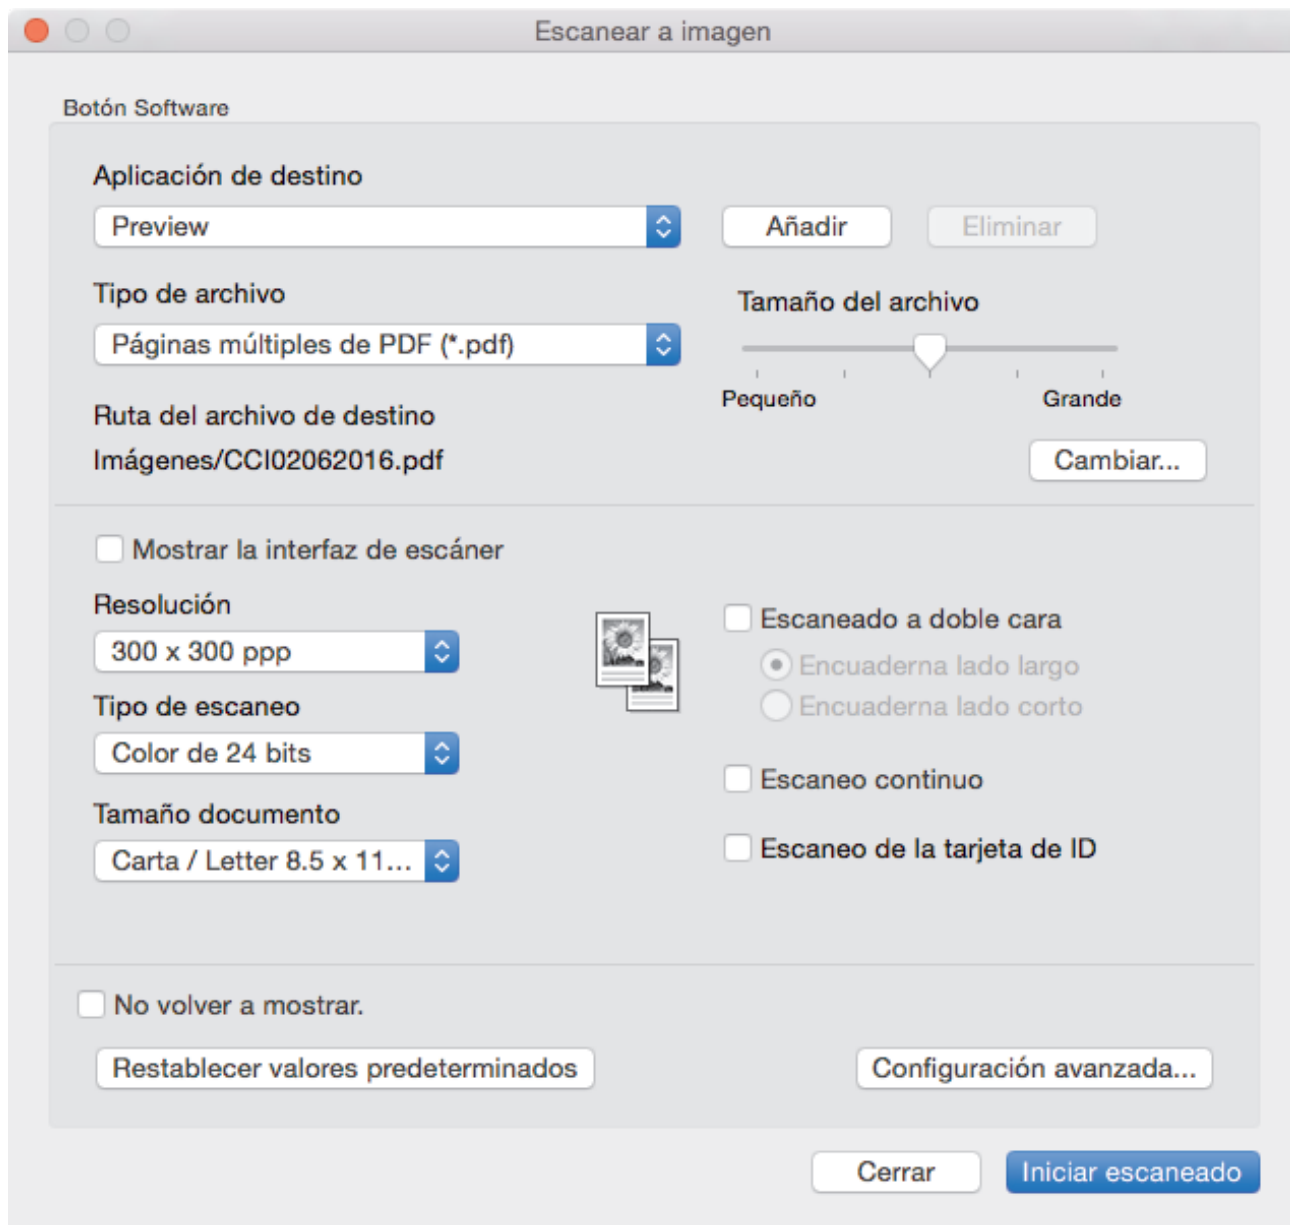 Escanear a imagen
Botón Software
Aplicación de destino
Preview
Añadir
Eliminar
Tipo de archivo
Tamaño del archivo
Páginas múltiples de PDF (*.pdf)
Pequeño
Grande
Ruta del archivo de destino
Imágenes/CCI02062016.pdf
Cambiar...
Mostrar la interfaz de escáner
Resolución
300 x 300 ppp
Tipo de escaneo
Color de 24 bits
Tamaño documento
Carta / Letter 8.5 x 11...
Escaneado a doble cara
Encuaderna lado largo
Encuaderna lado corto
Escaneo continuo
Escaneo de la tarjeta de ID
No volver a mostrar.
Restablecer valores predeterminados
Configuración avanzada...
Cerrar
Iniciar escaneado